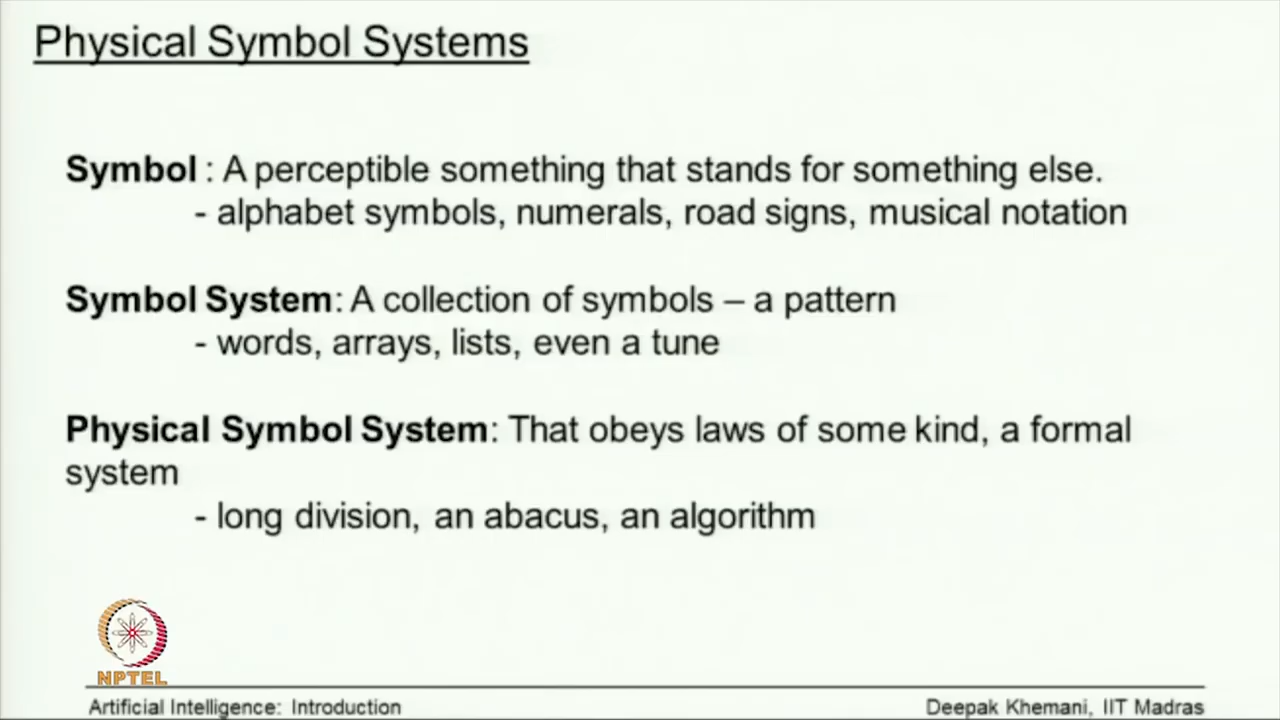 Physical Symbol Systems
Symbol : A perceptible something that stands for something else.
- alphabet symbols, numerals, road signs, musical notation
Symbol System: A collection of symbols – a pattern
- words, arrays, lists, even a tune
Physical Symbol System: That obeys laws of some kind, a formal
system
- long division, an abacus, an algorithm
NPTEL
Artificial Intelligence: Introduction
Deepak Khemani, IIT Madras